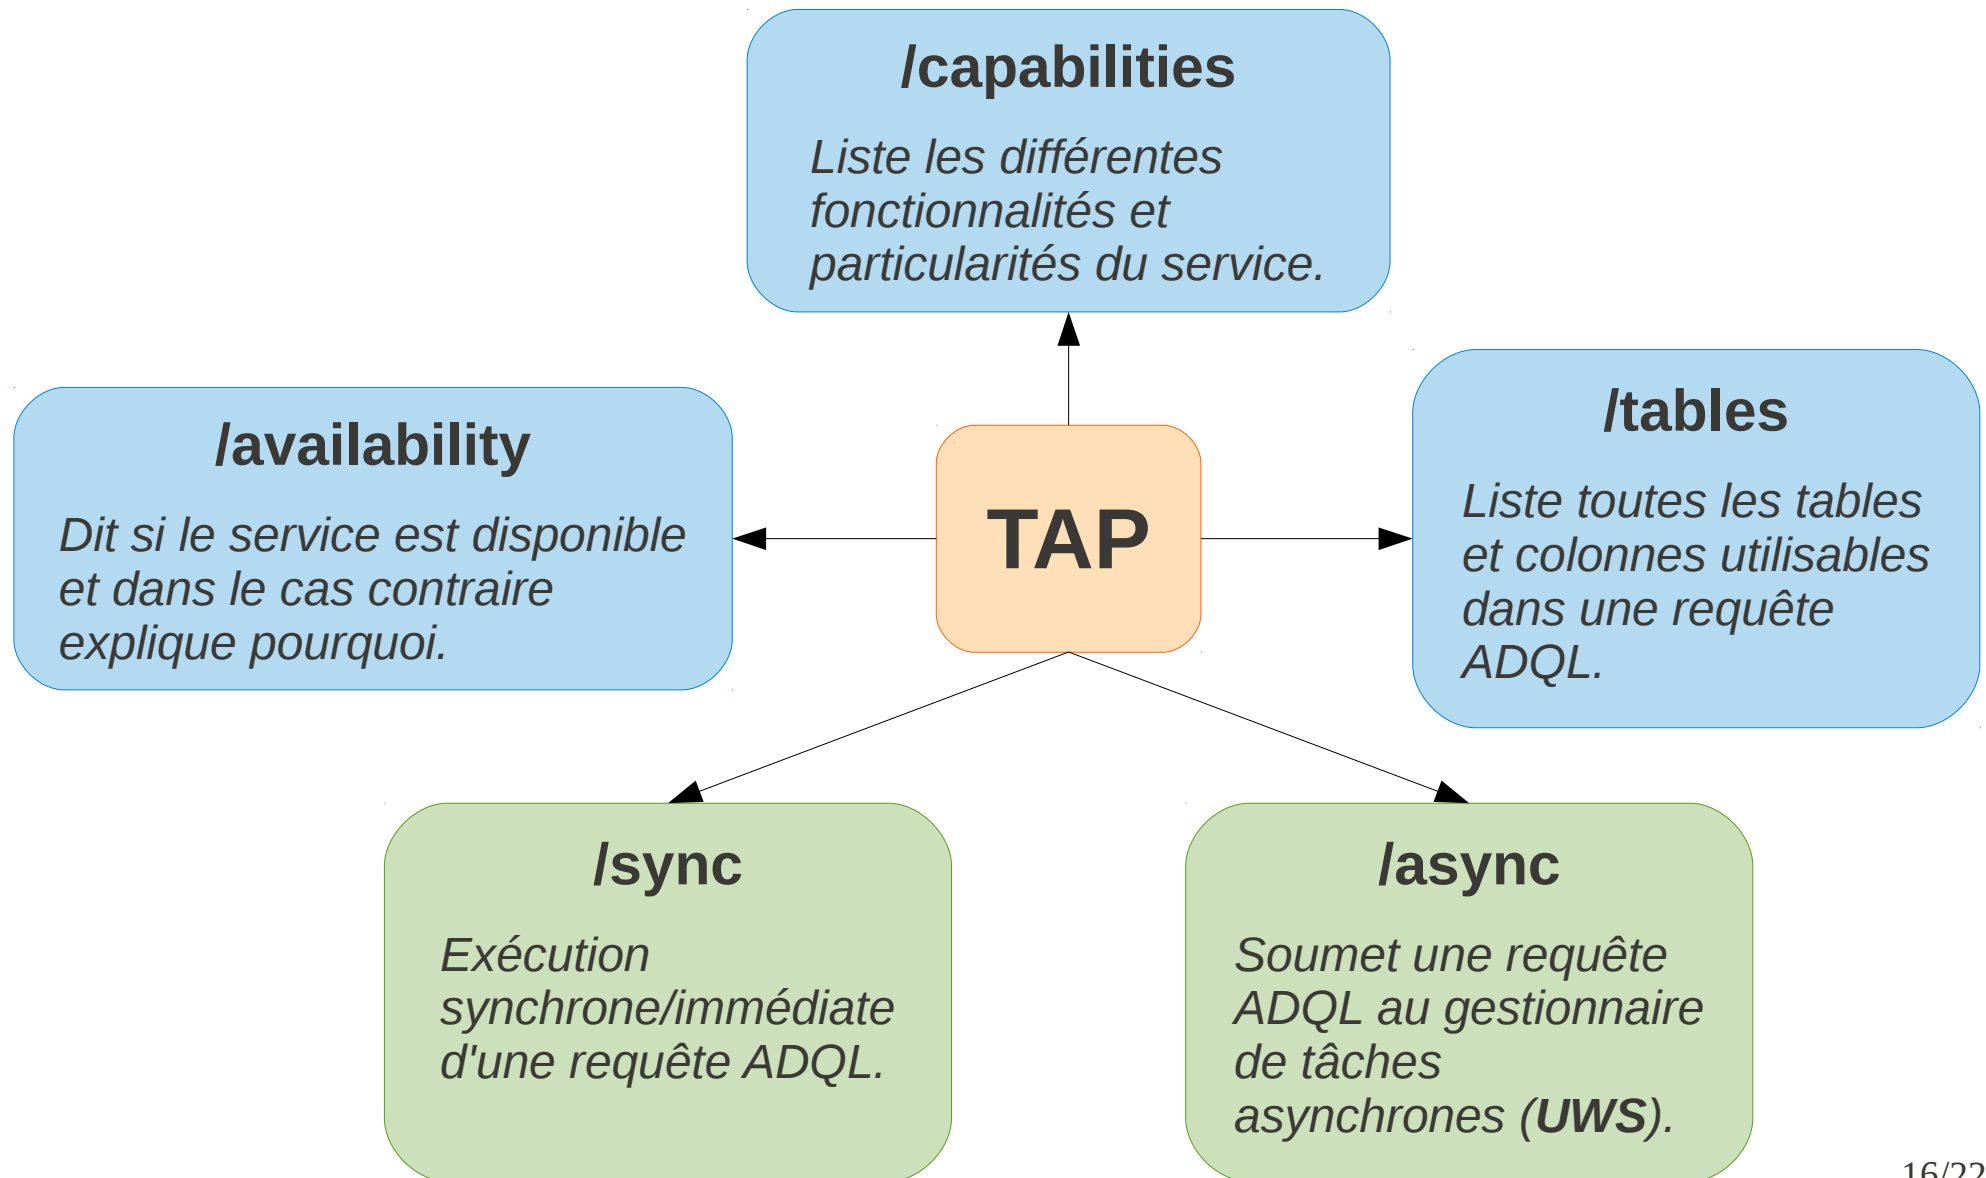 /capabilities
Liste les différentes
fonctionnalités et
particularités du service.
/availability
Dit si le service est disponible
et dans le cas contraire
explique pourquoi.
TAP
/tables
Liste toutes les tables
et colonnes utilisables
dans une requête
ADQL.
/sync
Exécution
synchrone/immédiate
d'une requête ADQL.
/async
Soumet une requête
ADQL au gestionnaire
de tâches
asynchrones (UWS).
16/22